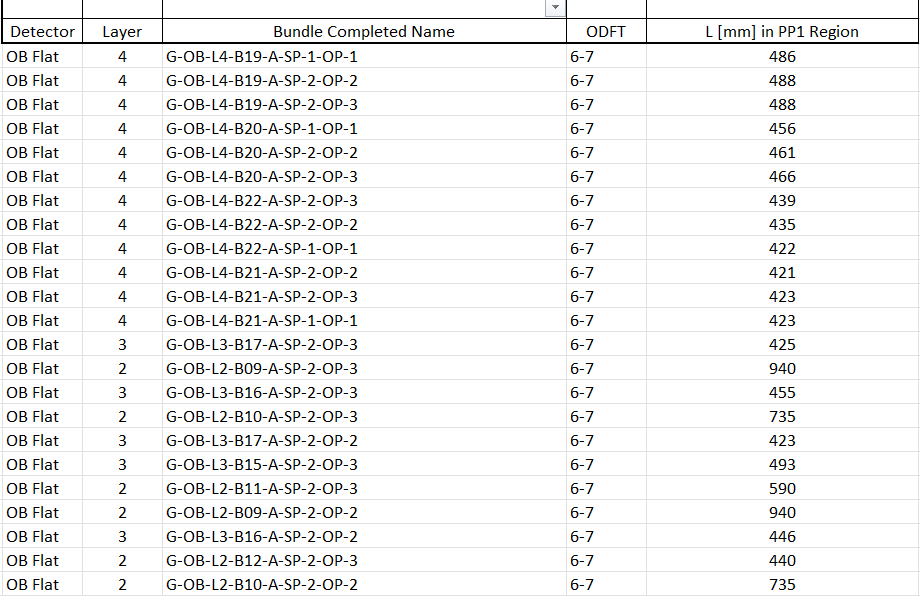 Detector Layer Bundle Completed Name ODFT L [mm] in PP1 Region
OB Flat 4 G-OB-L4-B19-A-SP-1-OP-1 6-7 486
OB Flat 4 G-OB-L4-B19-A-SP-2-OP-2 6-7 488
OB Flat 4 G-OB-L4-B19-A-SP-2-OP-3 6-7 488
OB Flat 4 G-OB-L4-B20-A-SP-1-OP-1 6-7 456
OB Flat 4 G-OB-L4-B20-A-SP-2-OP-2 6-7 461
OB Flat 4 G-OB-L4-B20-A-SP-2-OP-3 6-7 466
OB Flat 4 G-OB-L4-B22-A-SP-2-OP-3 6-7 439
OB Flat 4 G-OB-L4-B22-A-SP-2-OP-2 6-7 435
OB Flat 4 G-OB-L4-B22-A-SP-1-OP-1 6-7 422
OB Flat 4 G-OB-L4-B21-A-SP-2-OP-2 6-7 421
OB Flat 4 G-OB-L4-B21-A-SP-2-OP-3 6-7 423
OB Flat 4 G-OB-L4-B21-A-SP-1-OP-1 6-7 423
OB Flat 3 G-OB-L3-B17-A-SP-2-OP-3 6-7 425
OB Flat 2 G-OB-L2-B09-A-SP-2-OP-3 6-7 940
OB Flat 3 G-OB-L3-B16-A-SP-2-OP-3 6-7 455
OB Flat 2 G-OB-L2-B10-A-SP-2-OP-3 6-7 735
OB Flat 3 G-OB-L3-B17-A-SP-2-OP-2 6-7 423
OB Flat 3 G-OB-L3-B15-A-SP-2-OP-3 6-7 493
OB Flat 2 G-OB-L2-B11-A-SP-2-OP-3 6-7 590
OB Flat 2 G-OB-L2-B09-A-SP-2-OP-2 6-7 940
OB Flat 3 G-OB-L3-B16-A-SP-2-OP-2 6-7 446
OB Flat 2 G-OB-L2-B12-A-SP-2-OP-3 6-7 440
OB Flat 2 G-OB-L2-B10-A-SP-2-OP-2 6-7 735